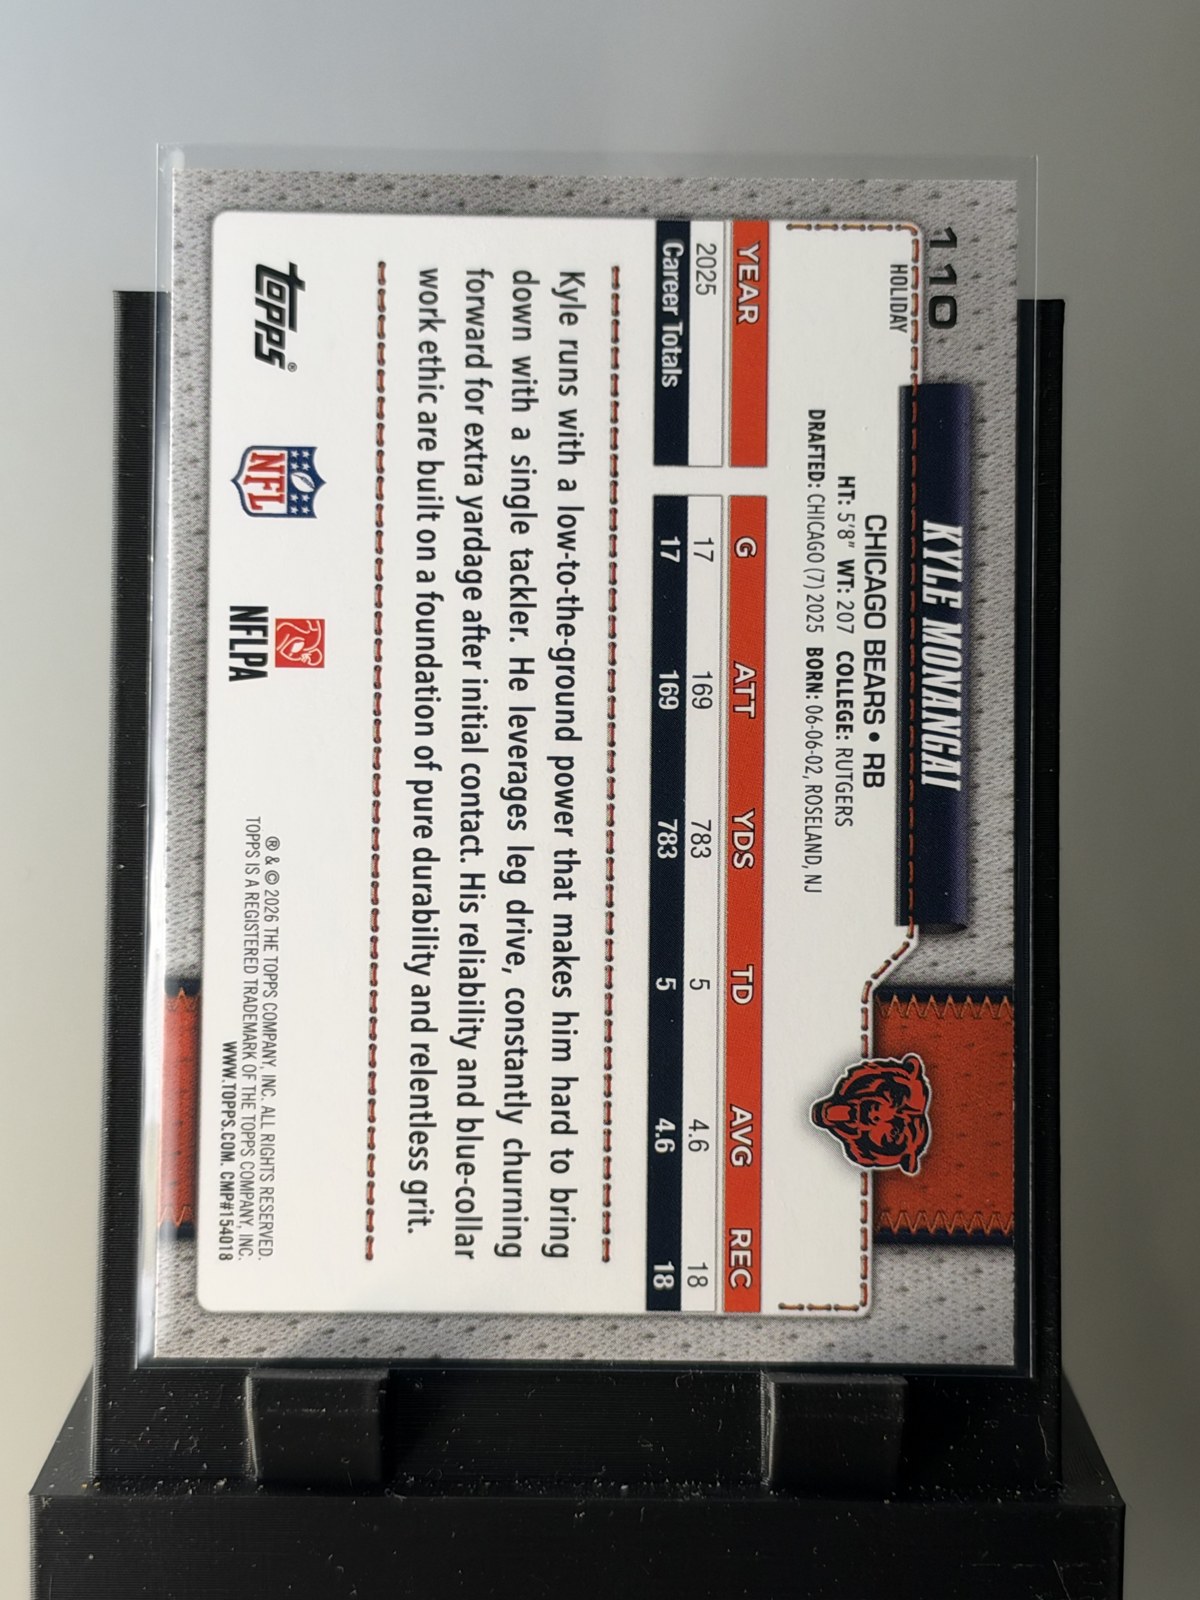 110
HOLIDAY
KYLE MONANGAI
CHICAGO BEARS • RB
HT: 5'8" WT: 207 COLLEGE: RUTGERS
DRAFTED: CHICAGO (7) 2025 BORN: 06-06-02, ROSELAND, NJ
YEAR G ATT YDS TD AVG REC
2025 17 169 783 5 4.6 18
Career Totals 17 169 783 5 4.6 18
Kyle runs with a low-to-the-ground power that makes him hard to bring
down with a single tackler. He leverages leg drive, constantly churning
forward for extra yardage after initial contact. His reliability and blue-collar
work ethic are built on a foundation of pure durability and relentless grit.
topps®
NFL
NFLPA
® & © 2026 THE TOPPS COMPANY, INC. ALL RIGHTS RESERVED.
TOPPS IS A REGISTERED TRADEMARK OF THE TOPPS COMPANY, INC.
WWW.TOPPS.COM. CMP#154018